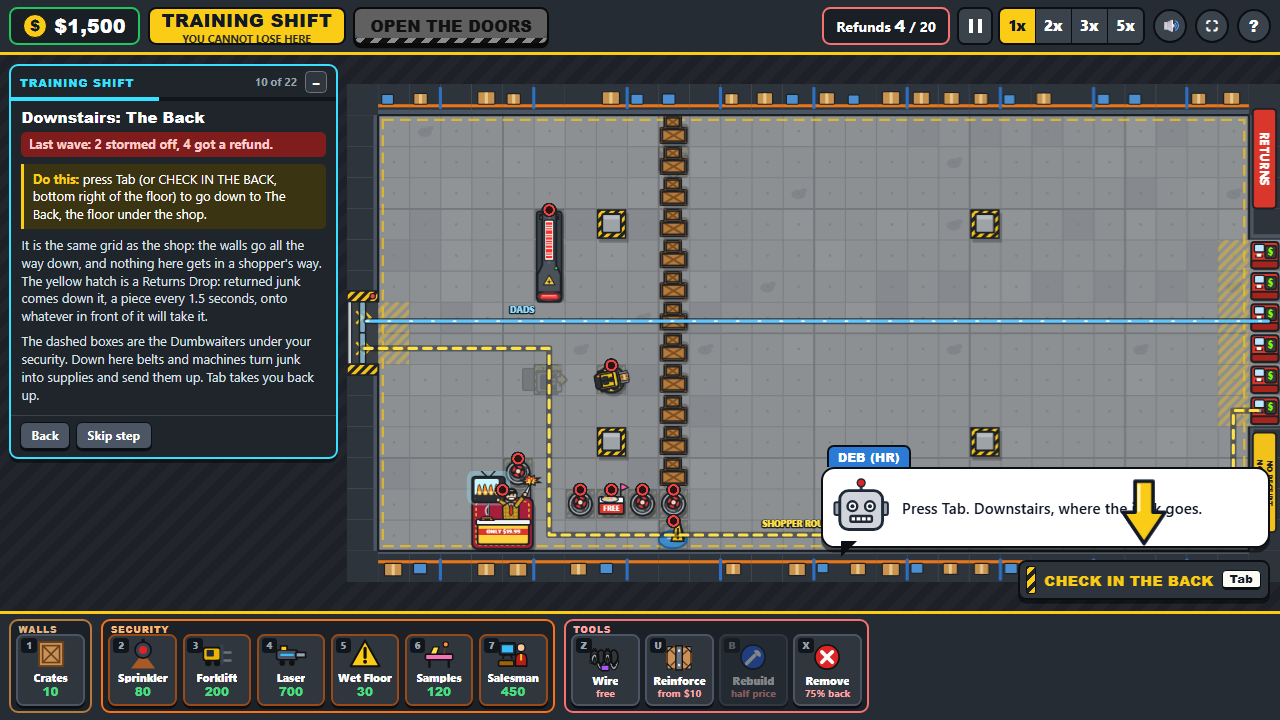 $1,500
TRAINING SHIFT
YOU CANNOT LOSE HERE
OPEN THE DOORS
Refunds 4 / 20
1x
2x
3x
5x
?
TRAINING SHIFT
10 of 22
Downstairs: The Back
Last wave: 2 stormed off, 4 got a refund.
Do this: press Tab (or CHECK IN THE BACK,
bottom right of the floor) to go down to The
Back, the floor under the shop.
It is the same grid as the shop: the walls go all the
way down, and nothing here gets in a shopper's way.
The yellow hatch is a Returns Drop: returned junk
comes down it, a piece every 1.5 seconds, onto
whatever in front of it will take it.
The dashed boxes are the Dumbwaiters under your
security. Down here belts and machines turn junk
into supplies and send them up. Tab takes you back
up.
Back
Skip step
RETURNS
DADS
FREE
ONLY $19.99
SHOPPER ROU
DEB (HR)
Press Tab. Downstairs, where the goes.
CHECK IN THE BACK
Tab
WALLS
1
Crates
10
SECURITY
2
Sprinkler
80
3
Forklift
200
4
Laser
700
5
Wet Floor
30
6
Samples
120
7
Salesman
450
TOOLS
Z
Wire
free
U
Reinforce
from $10
B
Rebuild
half price
X
Remove
75% back